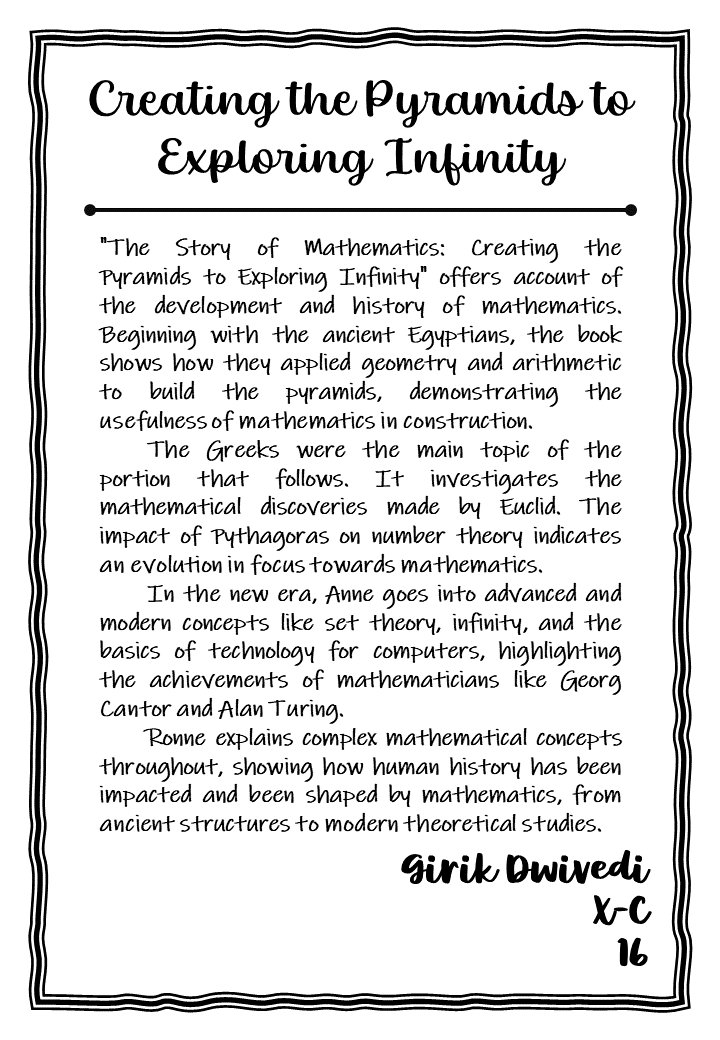 Creating the Pyramids to
Exploring Infinity
"The Story of Mathematics: Creating the
Pyramids to Exploring Infinity" offers account of
the development and history of mathematics.
Beginning with the ancient Egyptians, the book
shows how they applied geometry and arithmetic
to build the pyramids, demonstrating the
usefulness of mathematics in construction.
The Greeks were the main topic of the
portion that follows. It investigates the
mathematical discoveries made by Euclid. The
impact of Pythagoras on number theory indicates
an evolution in focus towards mathematics.
In the new era, Anne goes into advanced and
modern concepts like set theory, infinity, and the
basics of technology for computers, highlighting
the achievements of mathematicians like Georg
Cantor and Alan Turing.
Ronne explains complex mathematical concepts
throughout, showing how human history has been
impacted and been shaped by mathematics, from
ancient structures to modern theoretical studies.
Girik Dwivedi
X-C
16